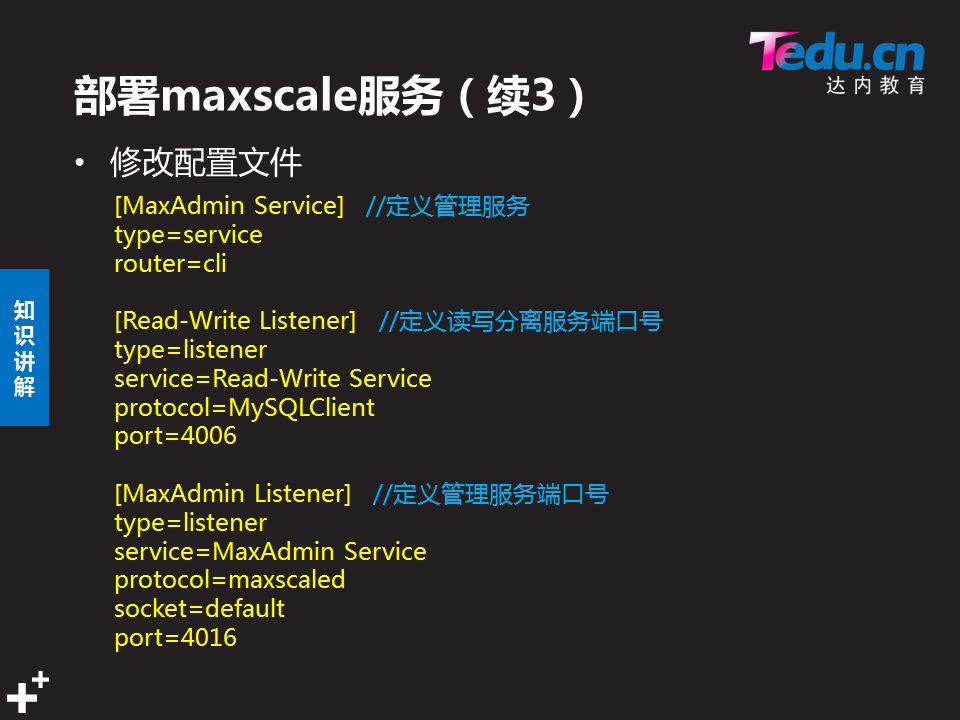 Tedu.cn
达内教育
部署maxscale服务（续3）
• 修改配置文件
[MaxAdmin Service] //定义管理服务
type=service
router=cli
[Read-Write Listener] //定义读写分离服务端口号
type=listener
service=Read-Write Service
protocol=MySQLClient
port=4006
[MaxAdmin Listener] //定义管理服务端口号
type=listener
service=MaxAdmin Service
protocol=maxscaled
socket=default
port=4016
知识讲解